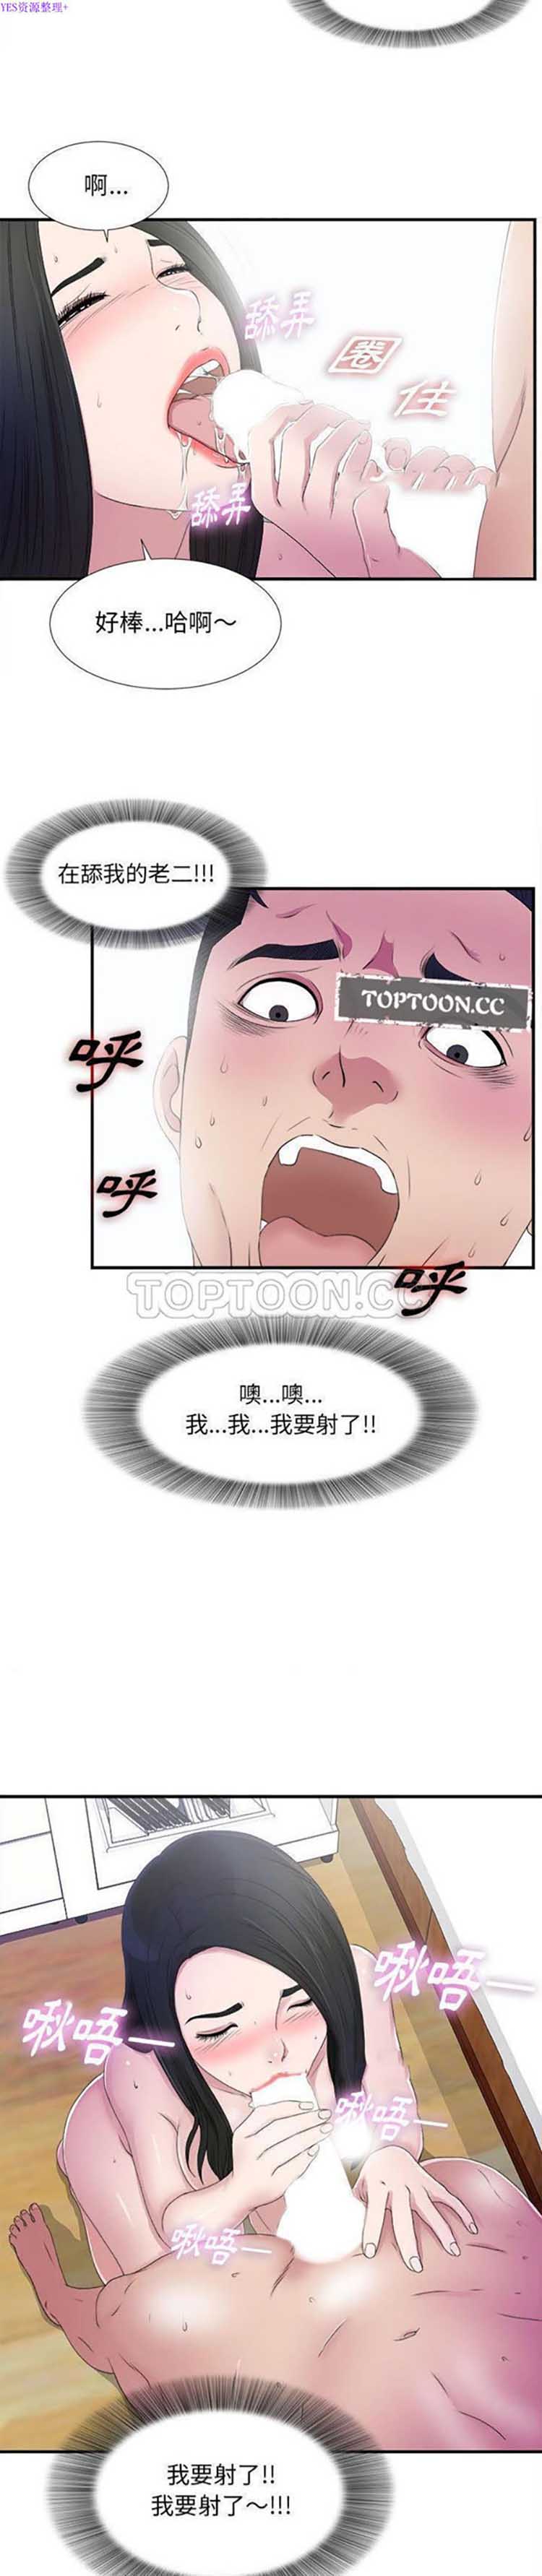 YES资源整理+
啊...
舔弄
圈住
舔弄
好棒...哈啊～
在舔我的老二!!!
TOPTOON.CC
呼
呼
呼
TOPTOON.CC
噢...噢...
我...我...我要射了!!
啾唔—
啾唔—
啾唔—
啾唔—
我要射了!!
我要射了～!!!